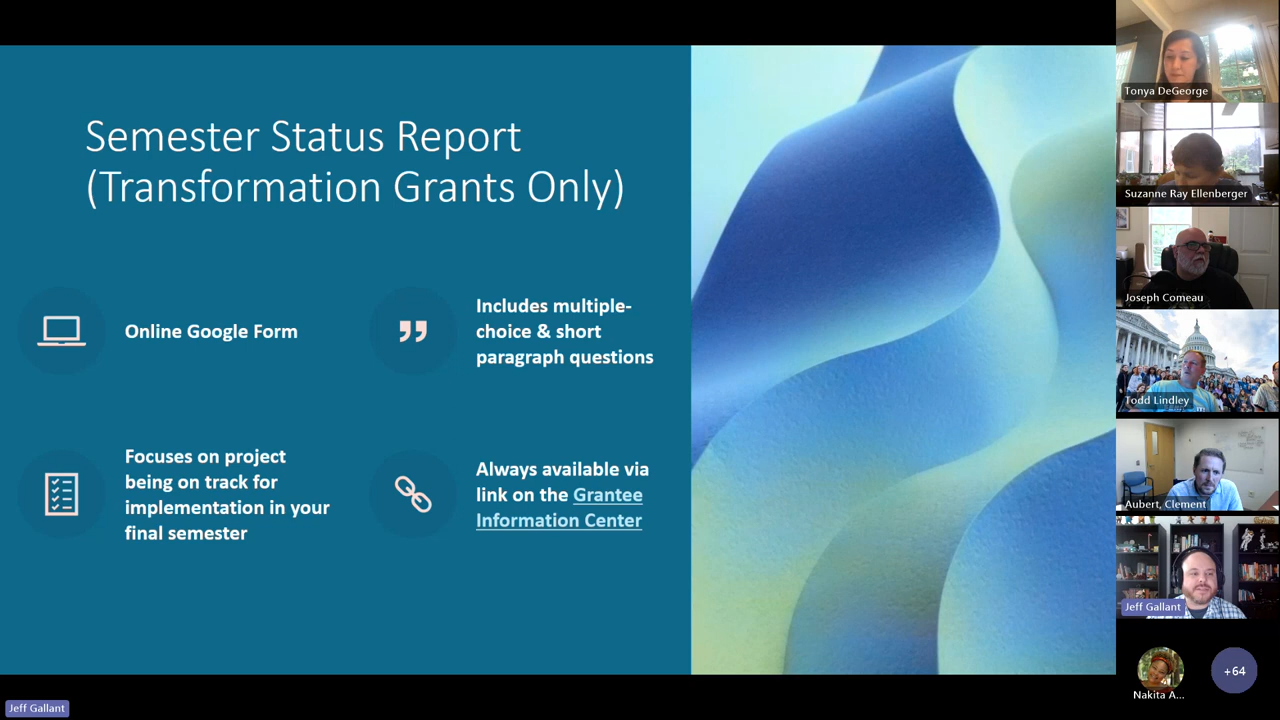 Semester Status Report
(Transformation Grants Only)
Online Google Form
Includes multiple-
choice & short
paragraph questions
Focuses on project
being on track for
implementation in your
final semester
Always available via
link on the Grantee
Information Center
Tonya DeGeorge
Suzanne Ray Ellenberger
Joseph Comeau
Todd Lindley
Aubert, Clement
Jeff Gallant
Nakita A...
+64
Jeff Gallant